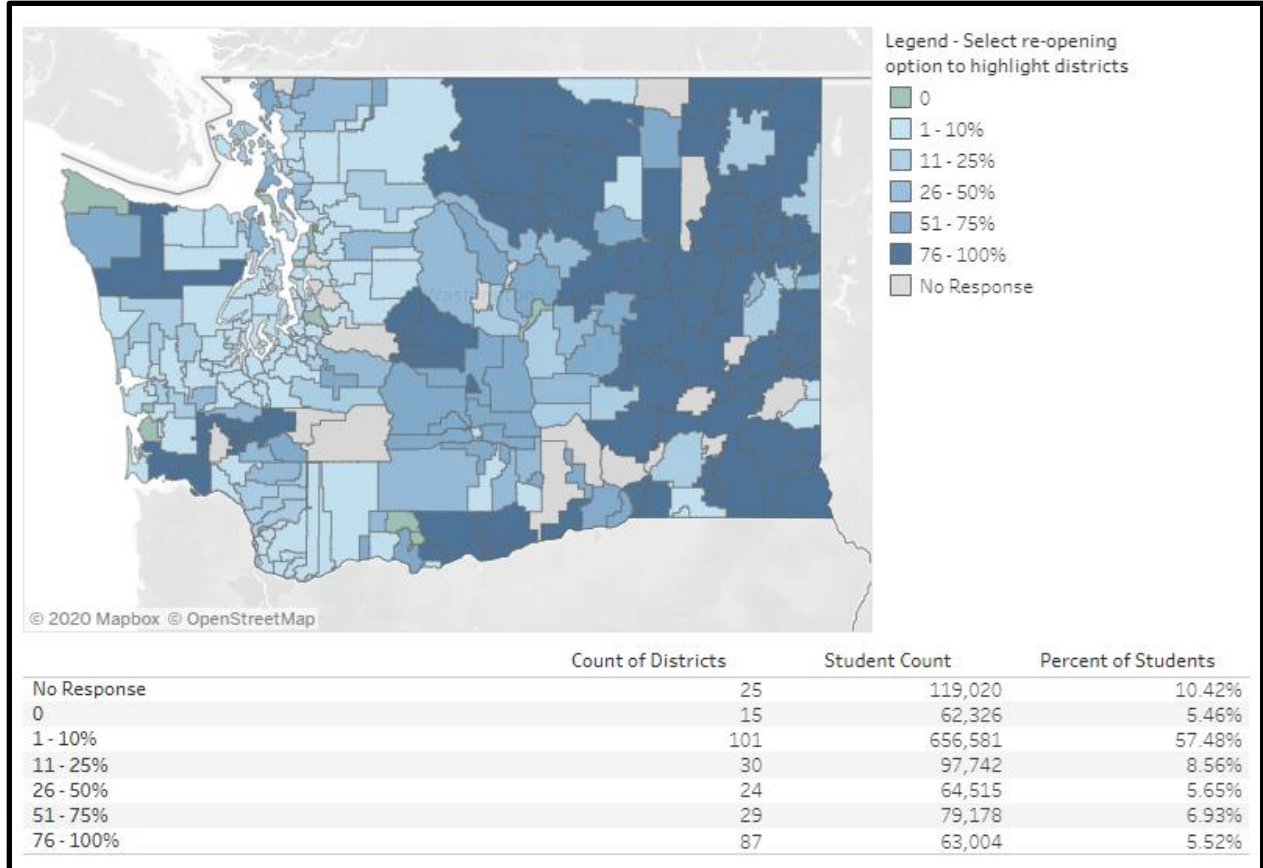 Legend - Select re-opening
option to highlight districts
0
1 - 10%
11 - 25%
26 - 50%
51 - 75%
76 - 100%
No Response
Washington
© 2020 Mapbox © OpenStreetMap
Count of Districts Student Count Percent of Students
No Response 25 119,020 10.42%
0 15 62,326 5.46%
1 - 10% 101 656,581 57.48%
11 - 25% 30 97,742 8.56%
26 - 50% 24 64,515 5.65%
51 - 75% 29 79,178 6.93%
76 - 100% 87 63,004 5.52%